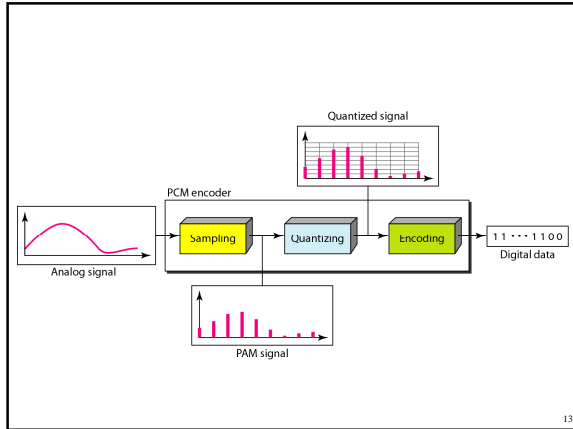 Quantized signal
PCM encoder
Sampling
Quantizing
Encoding
11 ··· 1100
Digital data
Analog signal
PAM signal
13